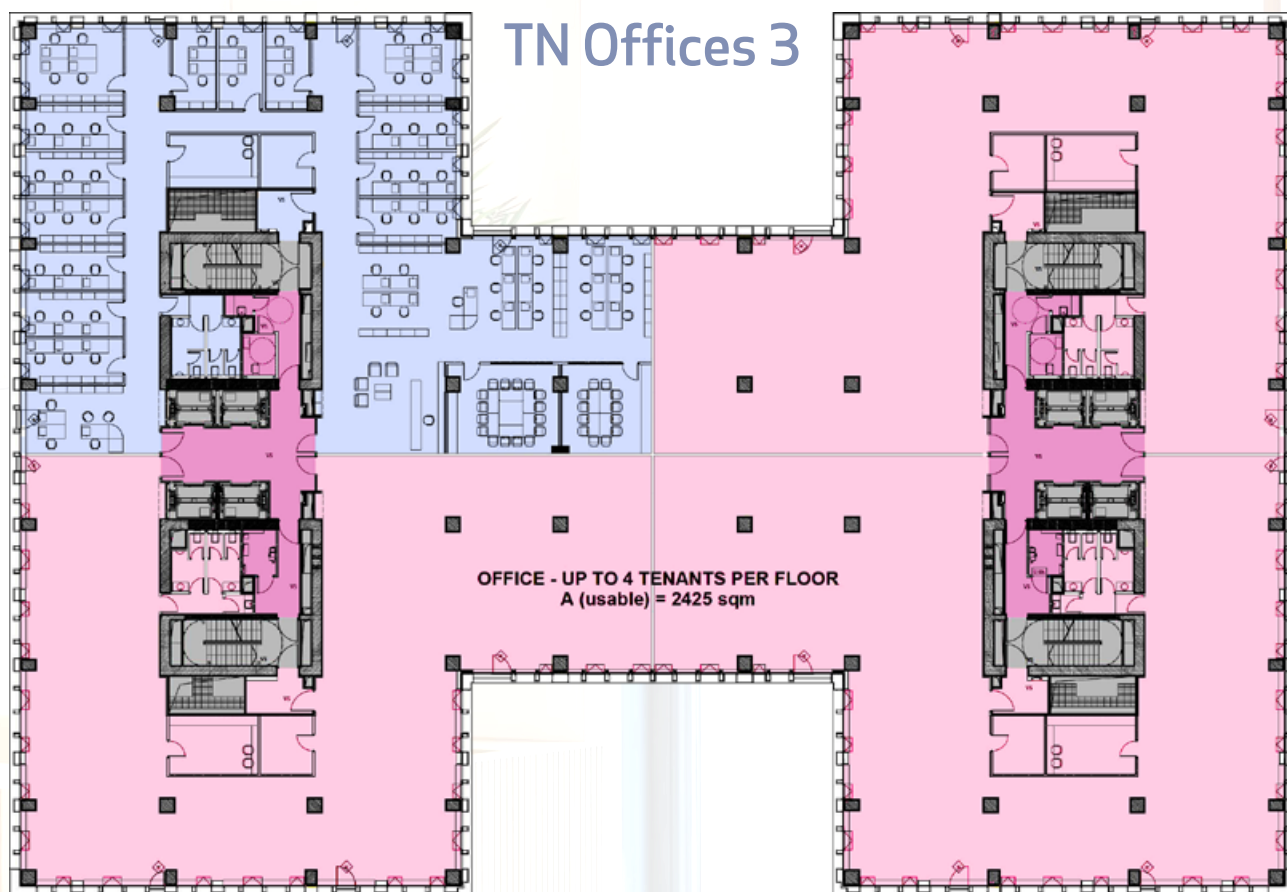 TN Offices 3
OFFICE - UP TO 4 TENANTS PER FLOOR
A (usable) = 2425 sqm